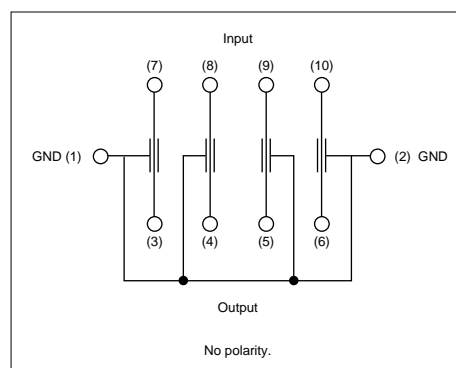 Input
(7) (8) (9) (10)
GND (1) (2) GND
(3) (4) (5) (6)
Output
No polarity.